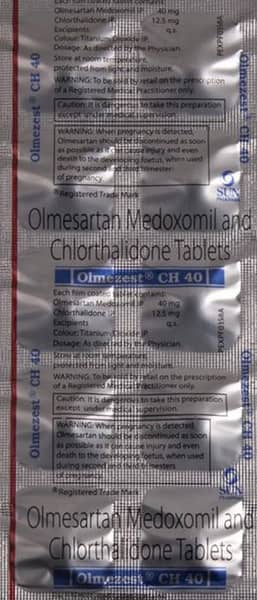 Each film coated tablet contains:
Olmesartan Medoxomil I.P. 40 mg
Chlorthalidone I.P. 12.5 mg
Excipients q.s.
Colour: Titanium Dioxide I.P.
Dosage: As directed by the Physician.
Store at room temperature,
protected from light and moisture.
WARNING: To be sold by retail on the prescription
of a Registered Medical Practitioner only.
Caution: It is dangerous to take this preparation
except under medical supervision.
WARNING: When pregnancy is detected,
Olmesartan should be discontinued as soon
as possible as it can cause injury and even
death to the developing foetus, when used
during second and third trimesters
of pregnancy.
®Registered Trade Mark
Olmezest® CH 40
Olmezest® CH 40
SUN
Olmesartan Medoxomil and
Chlorthalidone Tablets
Olmezest® CH 40
Each film coated tablet contains:
Olmesartan Medoxomil I.P. 40 mg
Chlorthalidone I.P. 12.5 mg
Excipients q.s.
Colour: Titanium Dioxide I.P.
Dosage: As directed by the Physician.
Store at room temperature,
protected from light and moisture.
WARNING: To be sold by retail on the prescription
of a Registered Medical Practitioner only.
Caution: It is dangerous to take this preparation
except under medical supervision.
WARNING: When pregnancy is detected,
Olmesartan should be discontinued as soon
as possible as it can cause injury and even
death to the developing foetus, when used
during second and third trimesters
of pregnancy.
®Registered Trade Mark
Olmezest® CH 40
Olmezest® CH 40
SUN
Olmesartan Medoxomil and
Chlorthalidone Tablets
Olmezest® CH 40